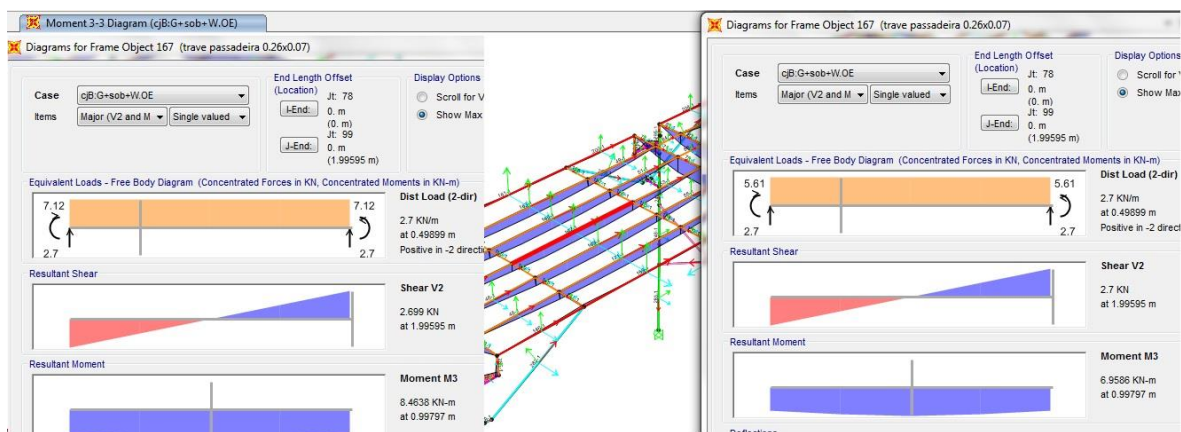 Moment 3-3 Diagram (cjB:G+sob+W.OE)
Diagrams for Frame Object 167 (trave passadeira 0.26x0.07)
Case
cjB:G+sob+W.OE
Items
Major (V2 and M
Single valued
End Length Offset
(Location)
Jt: 78
I-End:
0. m
(0. m)
Jt: 99
J-End:
0. m
(1.99595 m)
Display Options
Scroll for V
Show Max
Equivalent Loads - Free Body Diagram (Concentrated Forces in KN, Concentrated Moments in KN-m)
7.12
7.12
2.7
2.7
Dist Load (2-dir)
2.7 KN/m
at 0.49899 m
Positive in -2 direction
Resultant Shear
Shear V2
2.699 KN
at 1.99595 m
Resultant Moment
Moment M3
8.4638 KN-m
at 0.99797 m
Diagrams for Frame Object 167 (trave passadeira 0.26x0.07)
Case
cjB:G+sob+W.OE
Items
Major (V2 and M
Single valued
End Length Offset
(Location)
Jt: 78
I-End:
0. m
(0. m)
Jt: 99
J-End:
0. m
(1.99595 m)
Display Options
Scroll for V
Show Max
Equivalent Loads - Free Body Diagram (Concentrated Forces in KN, Concentrated Moments in KN-m)
5.61
5.61
2.7
2.7
Dist Load (2-dir)
2.7 KN/m
at 0.49899 m
Positive in -2 direct
Resultant Shear
Shear V2
2.7 KN
at 1.99595 m
Resultant Moment
Moment M3
6.9586 KN-m
at 0.99797 m